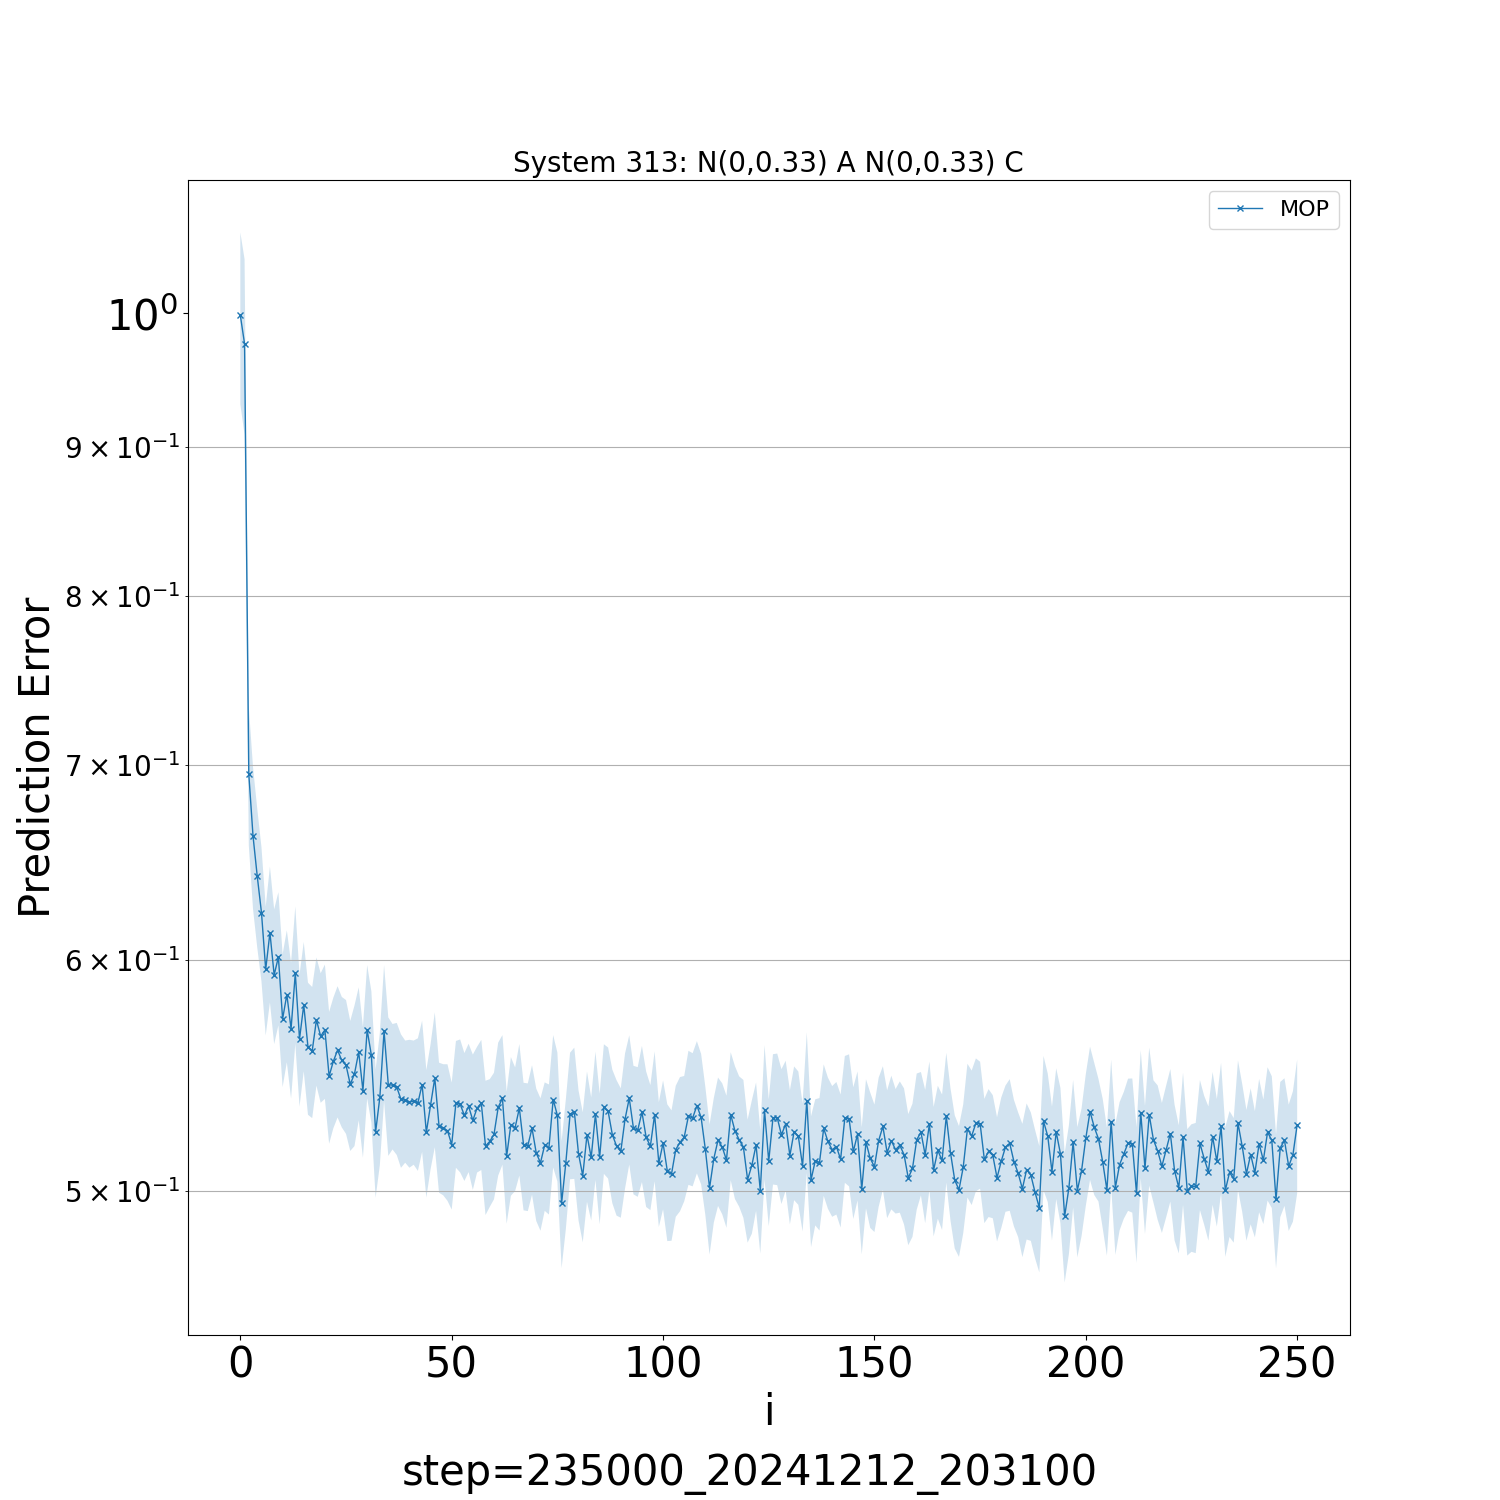 System 313: N(0,0.33) A N(0,0.33) C
MOP
10⁰
9 × 10⁻¹
8 × 10⁻¹
7 × 10⁻¹
6 × 10⁻¹
5 × 10⁻¹
Prediction Error
0 50 100 150 200 250
i
step=235000_20241212_203100